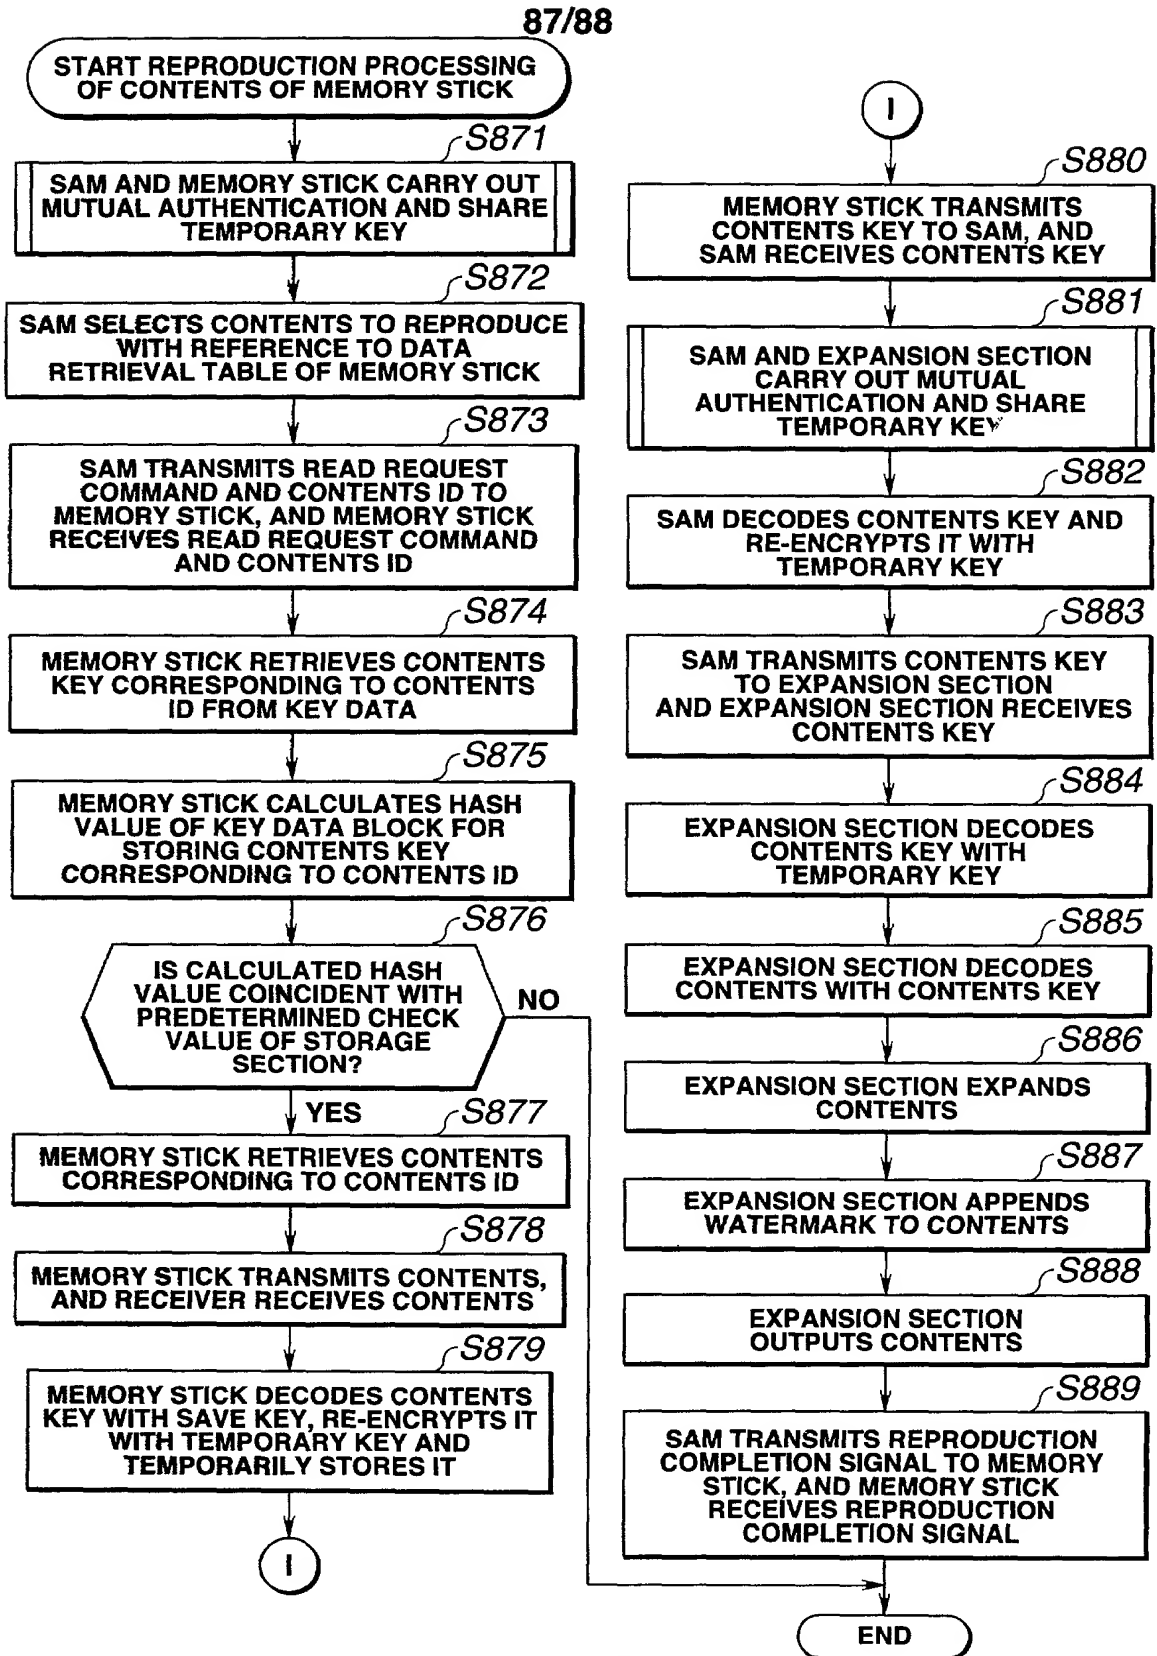 87/88
START REPRODUCTION PROCESSING
OF CONTENTS OF MEMORY STICK
S871
SAM AND MEMORY STICK CARRY OUT
MUTUAL AUTHENTICATION AND SHARE
TEMPORARY KEY
S872
SAM SELECTS CONTENTS TO REPRODUCE
WITH REFERENCE TO DATA
RETRIEVAL TABLE OF MEMORY STICK
S873
SAM TRANSMITS READ REQUEST
COMMAND AND CONTENTS ID TO
MEMORY STICK, AND MEMORY STICK
RECEIVES READ REQUEST COMMAND
AND CONTENTS ID
S874
MEMORY STICK RETRIEVES CONTENTS
KEY CORRESPONDING TO CONTENTS
ID FROM KEY DATA
S875
MEMORY STICK CALCULATES HASH
VALUE OF KEY DATA BLOCK FOR
STORING CONTENTS KEY
CORRESPONDING TO CONTENTS ID
S876
IS CALCULATED HASH
VALUE COINCIDENT WITH
PREDETERMINED CHECK
VALUE OF STORAGE
SECTION?
NO
YES
S877
MEMORY STICK RETRIEVES CONTENTS
CORRESPONDING TO CONTENTS ID
S878
MEMORY STICK TRANSMITS CONTENTS,
AND RECEIVER RECEIVES CONTENTS
S879
MEMORY STICK DECODES CONTENTS
KEY WITH SAVE KEY, RE-ENCRYPTS IT
WITH TEMPORARY KEY AND
TEMPORARILY STORES IT
I
I
S880
MEMORY STICK TRANSMITS
CONTENTS KEY TO SAM, AND
SAM RECEIVES CONTENTS KEY
S881
SAM AND EXPANSION SECTION
CARRY OUT MUTUAL
AUTHENTICATION AND SHARE
TEMPORARY KEY
S882
SAM DECODES CONTENTS KEY AND
RE-ENCRYPTS IT WITH
TEMPORARY KEY
S883
SAM TRANSMITS CONTENTS KEY
TO EXPANSION SECTION
AND EXPANSION SECTION RECEIVES
CONTENTS KEY
S884
EXPANSION SECTION DECODES
CONTENTS KEY WITH
TEMPORARY KEY
S885
EXPANSION SECTION DECODES
CONTENTS WITH CONTENTS KEY
S886
EXPANSION SECTION EXPANDS
CONTENTS
S887
EXPANSION SECTION APPENDS
WATERMARK TO CONTENTS
S888
EXPANSION SECTION
OUTPUTS CONTENTS
S889
SAM TRANSMITS REPRODUCTION
COMPLETION SIGNAL TO MEMORY
STICK, AND MEMORY STICK
RECEIVES REPRODUCTION
COMPLETION SIGNAL
END